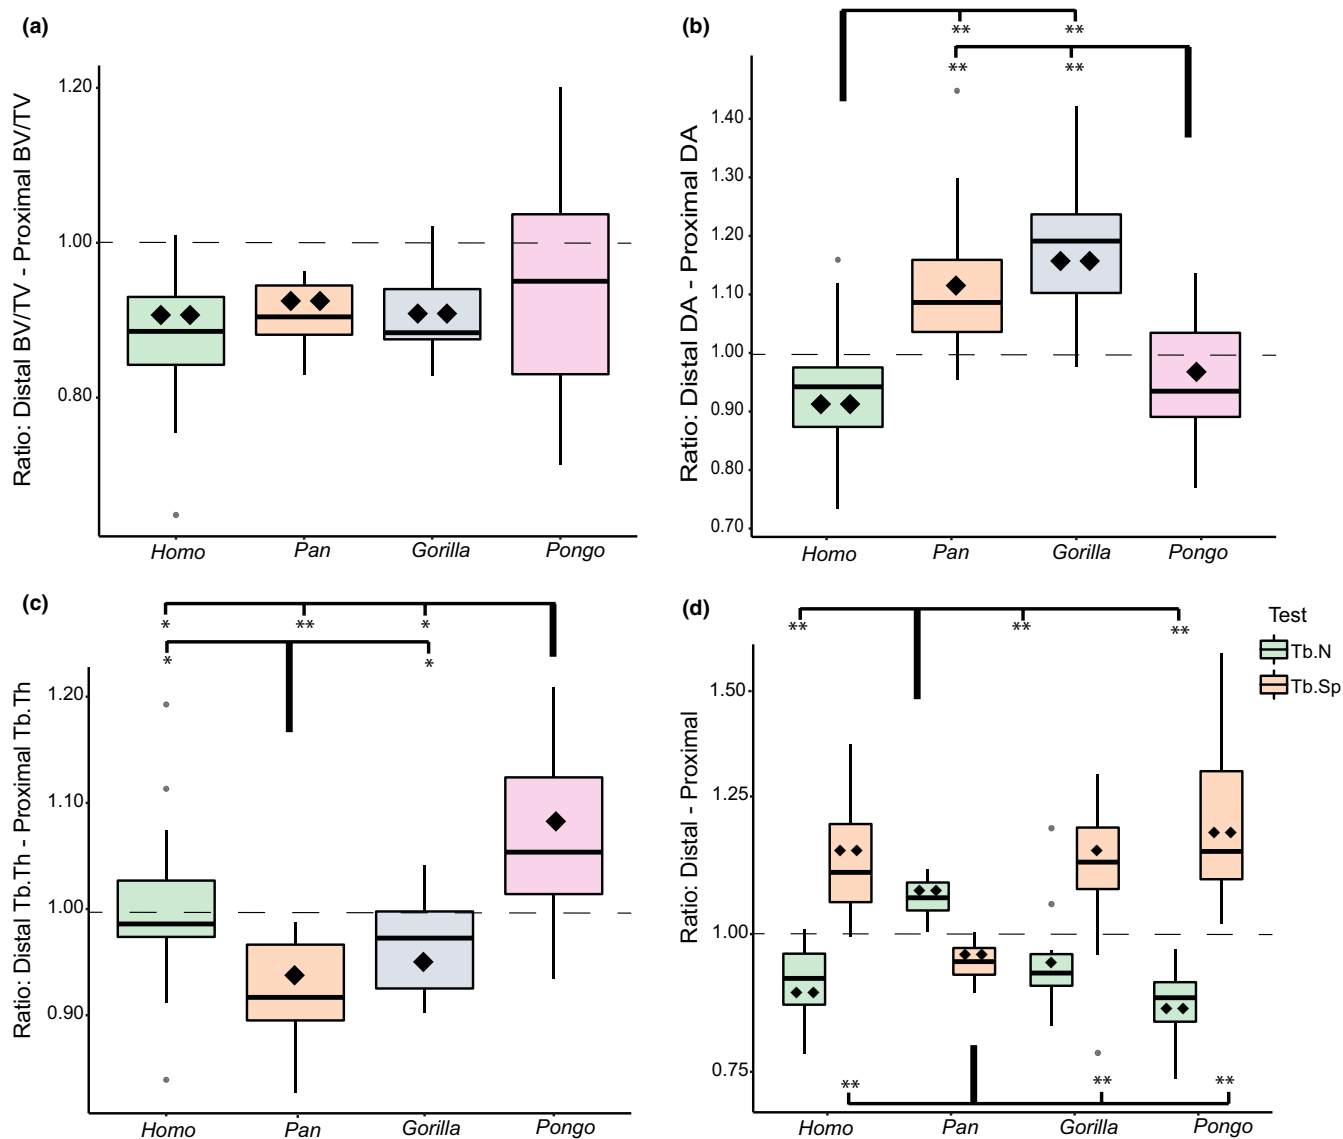 (a)
Ratio: Distal BV/TV - Proximal BV/TV
1.20
1.00
0.80
Homo Pan Gorilla Pongo
(b)
** **
** **
Ratio: Distal DA - Proximal DA
1.40
1.30
1.20
1.10
1.00
0.90
0.80
0.70
Homo Pan Gorilla Pongo
(c)
* ** *
* *
Ratio: Distal Tb.Th - Proximal Tb.Th
1.20
1.10
1.00
0.90
Homo Pan Gorilla Pongo
(d)
** ** **
Test
Tb.N
Tb.Sp
Ratio: Distal - Proximal
1.50
1.25
1.00
0.75
** ** **
Homo Pan Gorilla Pongo